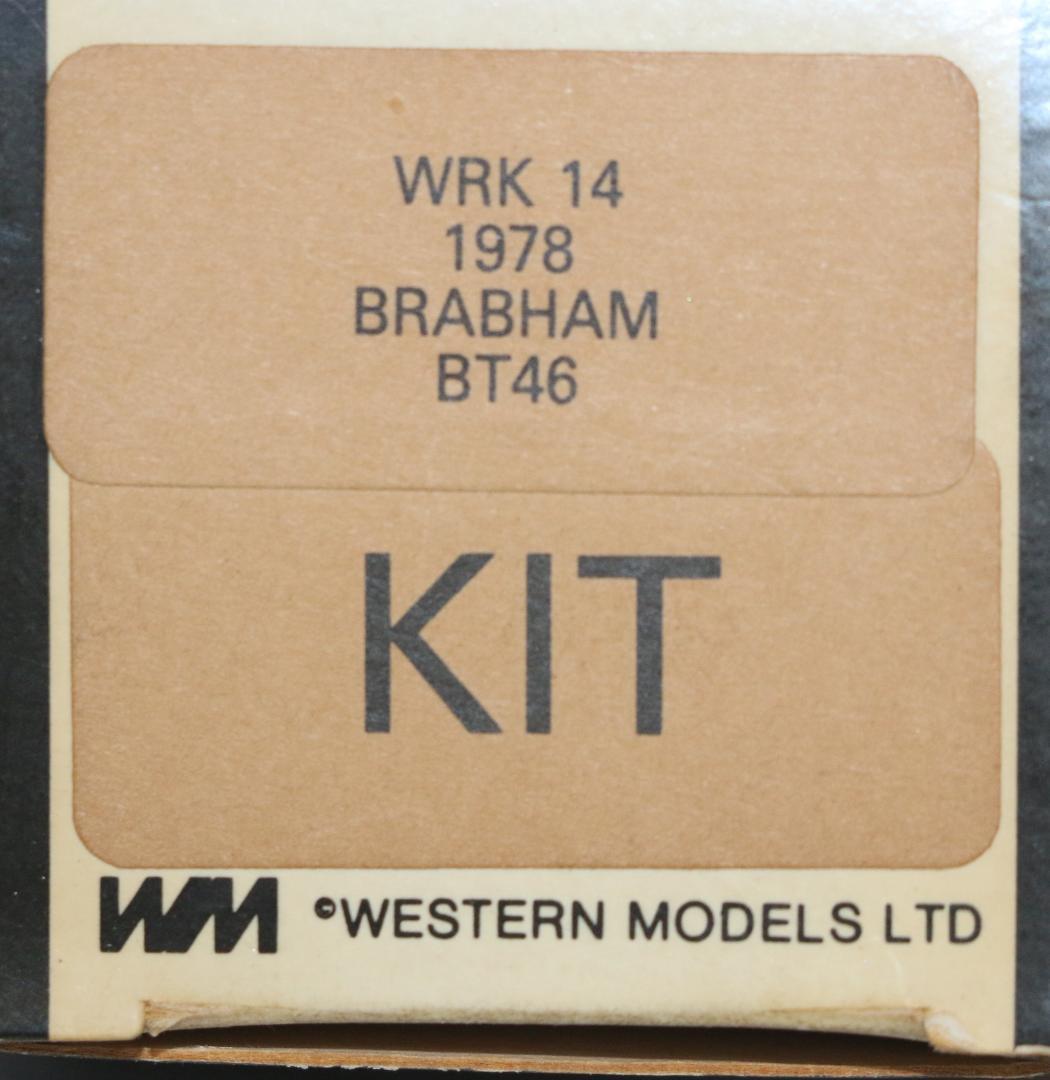 WRK 14
1978
BRABHAM
BT46
KIT
WM ©WESTERN MODELS LTD